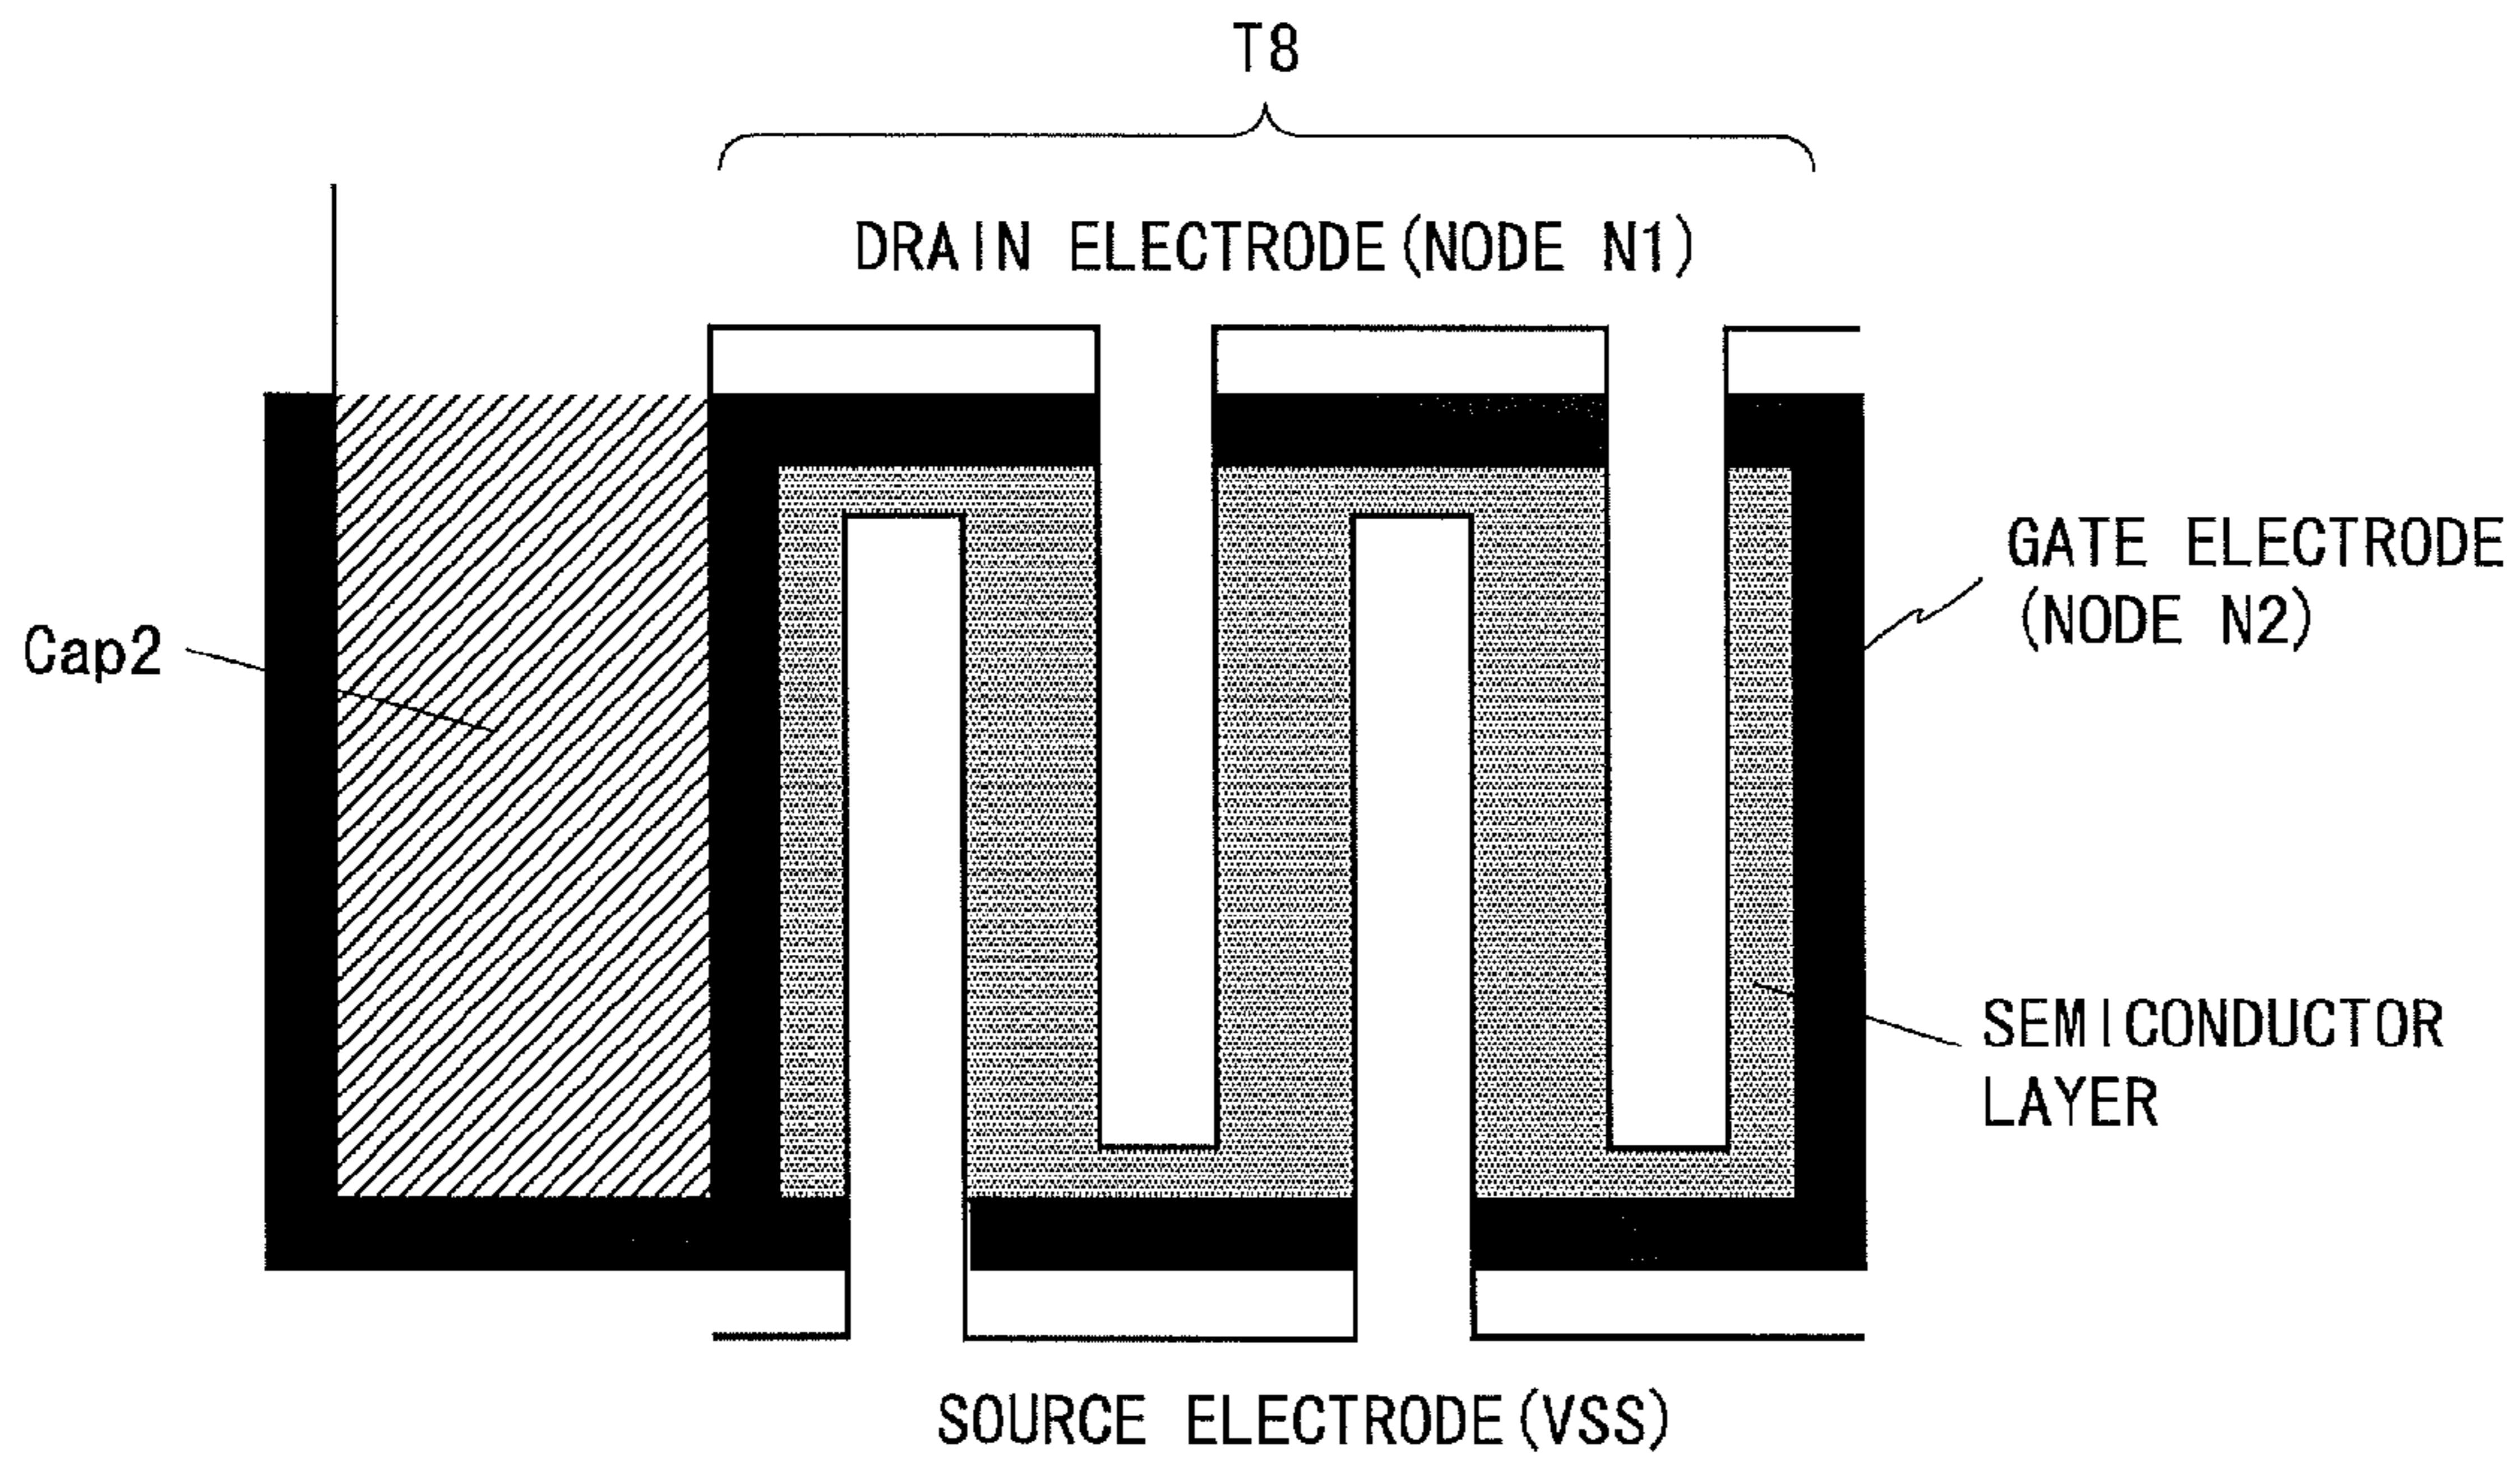 T8
DRAIN ELECTRODE(NODE N1)
GATE ELECTRODE
(NODE N2)
Cap2
SEMICONDUCTOR
LAYER
SOURCE ELECTRODE(VSS)